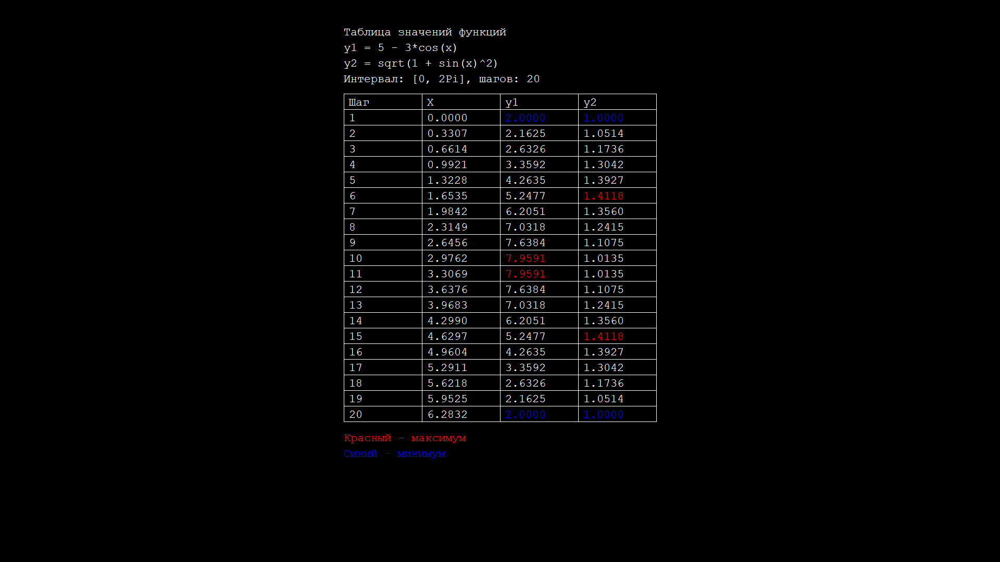 Таблица значений функций
y1 = 5 - 3*cos(x)
y2 = sqrt(1 + sin(x)^2)
Интервал: [0, 2Pi], шагов: 20
Шаг X y1 y2
1 0.0000 2.0000 1.0000
2 0.3307 2.1625 1.0514
3 0.6614 2.6326 1.1736
4 0.9921 3.3592 1.3042
5 1.3228 4.2635 1.3927
6 1.6535 5.2477 1.4118
7 1.9842 6.2051 1.3560
8 2.3149 7.0318 1.2415
9 2.6456 7.6384 1.1075
10 2.9762 7.9591 1.0135
11 3.3069 7.9591 1.0135
12 3.6376 7.6384 1.1075
13 3.9683 7.0318 1.2415
14 4.2990 6.2051 1.3560
15 4.6297 5.2477 1.4118
16 4.9604 4.2635 1.3927
17 5.2911 3.3592 1.3042
18 5.6218 2.6326 1.1736
19 5.9525 2.1625 1.0514
20 6.2832 2.0000 1.0000
Красный - максимум
Синий - минимум